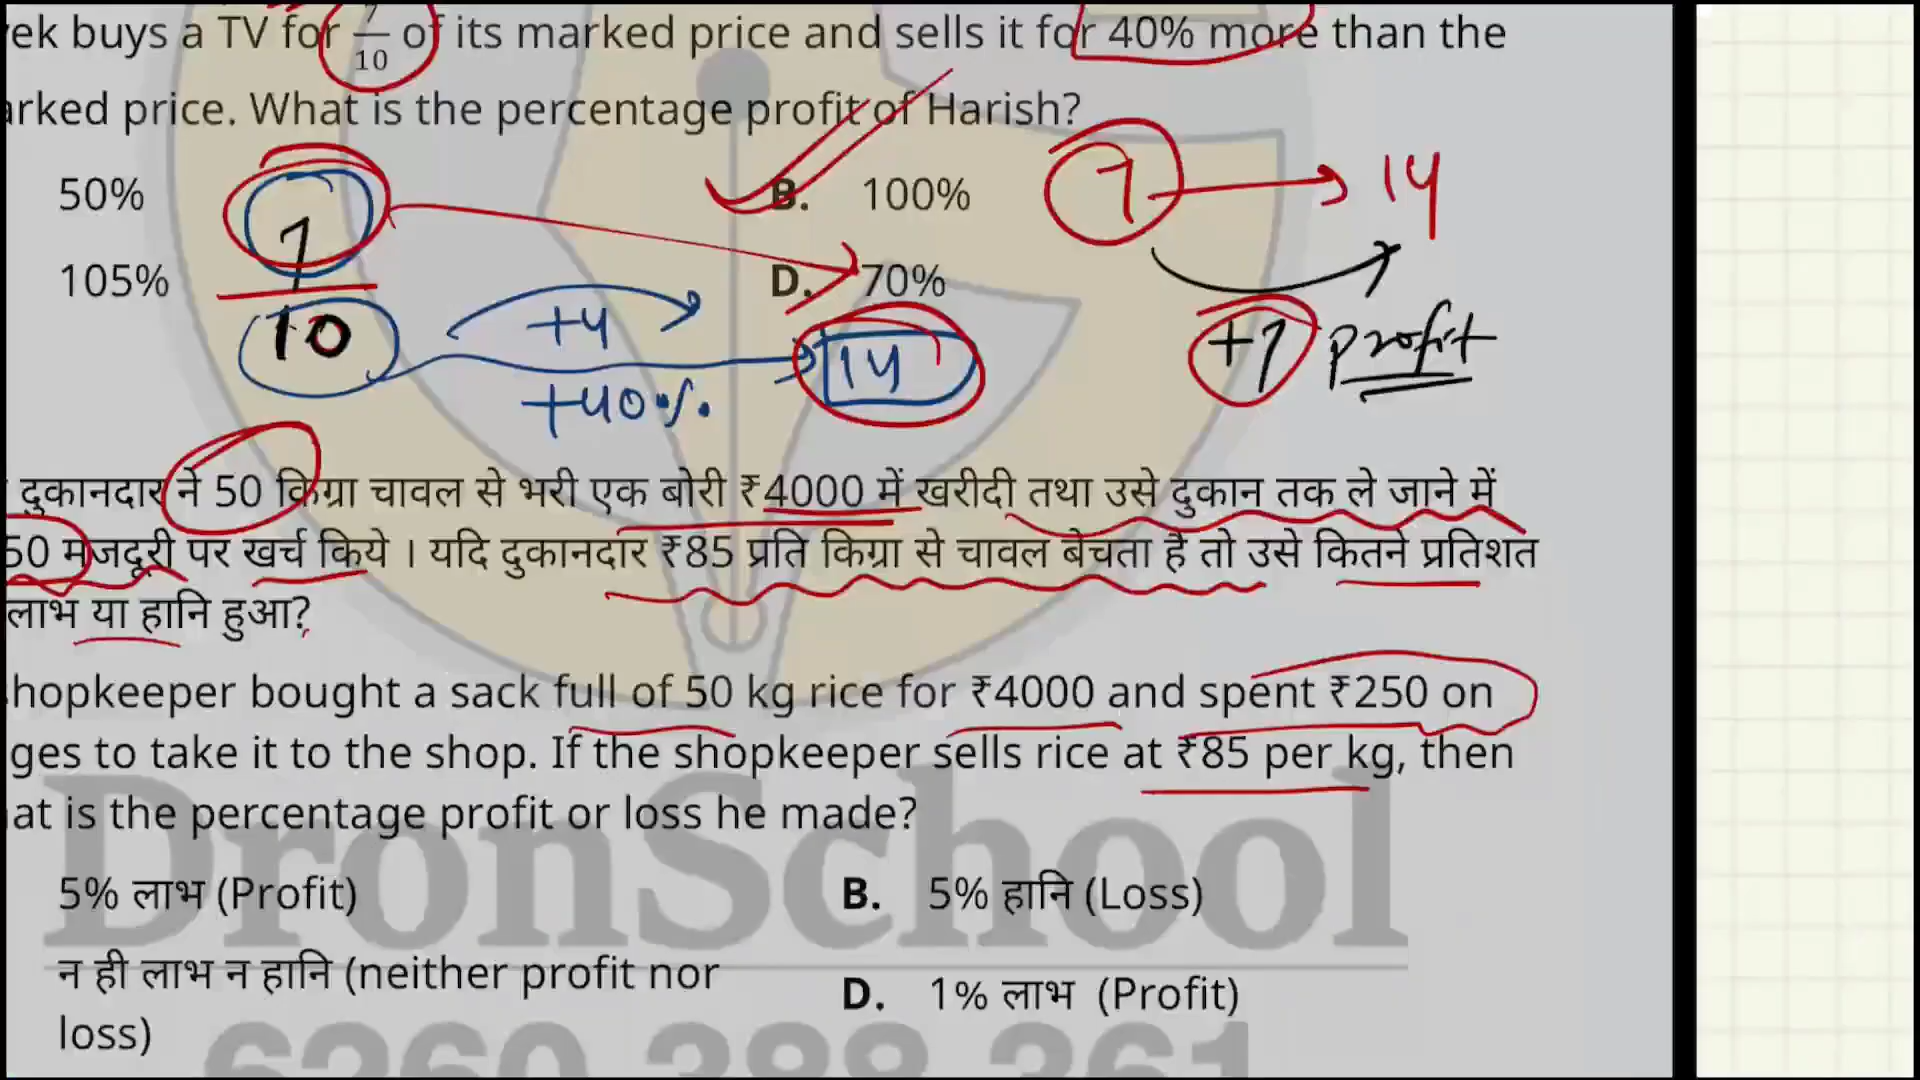 ek buys a TV for 7/10 of its marked price and sells it for 40% more than the
arked price. What is the percentage profit of Harish?
50% B. 100%
105% D. 70%
7 → 14
7
10
+4
+40%
14
+7 profit
दुकानदार ने 50 किग्रा चावल से भरी एक बोरी ₹4000 में खरीदी तथा उसे दुकान तक ले जाने में
50 मजदूरी पर खर्च किये । यदि दुकानदार ₹85 प्रति किग्रा से चावल बेचता है तो उसे कितने प्रतिशत
लाभ या हानि हुआ?
hopkeeper bought a sack full of 50 kg rice for ₹4000 and spent ₹250 on
ges to take it to the shop. If the shopkeeper sells rice at ₹85 per kg, then
at is the percentage profit or loss he made?
5% लाभ (Profit) B. 5% हानि (Loss)
न ही लाभ न हानि (neither profit nor
loss)
D. 1% लाभ (Profit)
DronSchool
6260 388 361